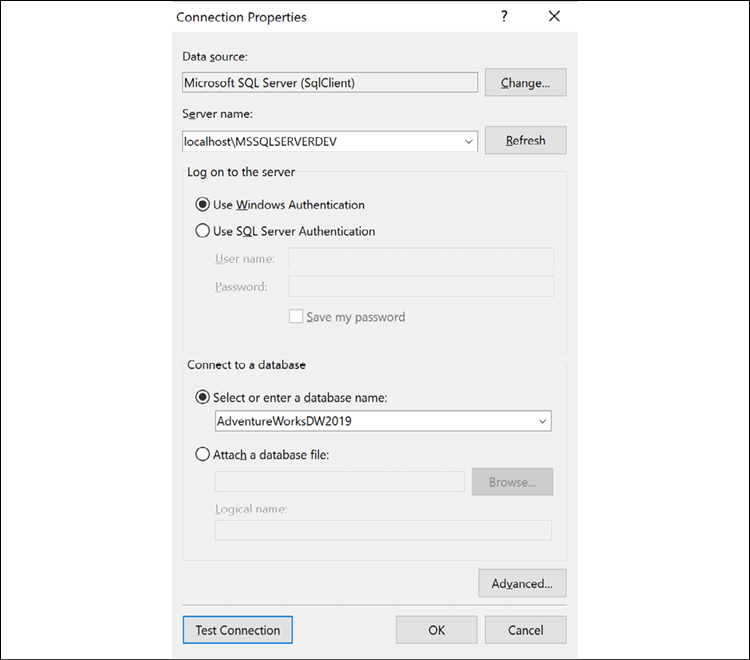 Connection Properties
?
Data source:
Microsoft SQL Server (SqlClient)
Change...
Server name:
localhost\MSSQLSERVERDEV
Refresh
Log on to the server
Use Windows Authentication
Use SQL Server Authentication
User name:
Password:
Save my password
Connect to a database
Select or enter a database name:
AdventureWorksDW2019
Attach a database file:
Browse...
Logical name:
Advanced...
Test Connection
OK
Cancel